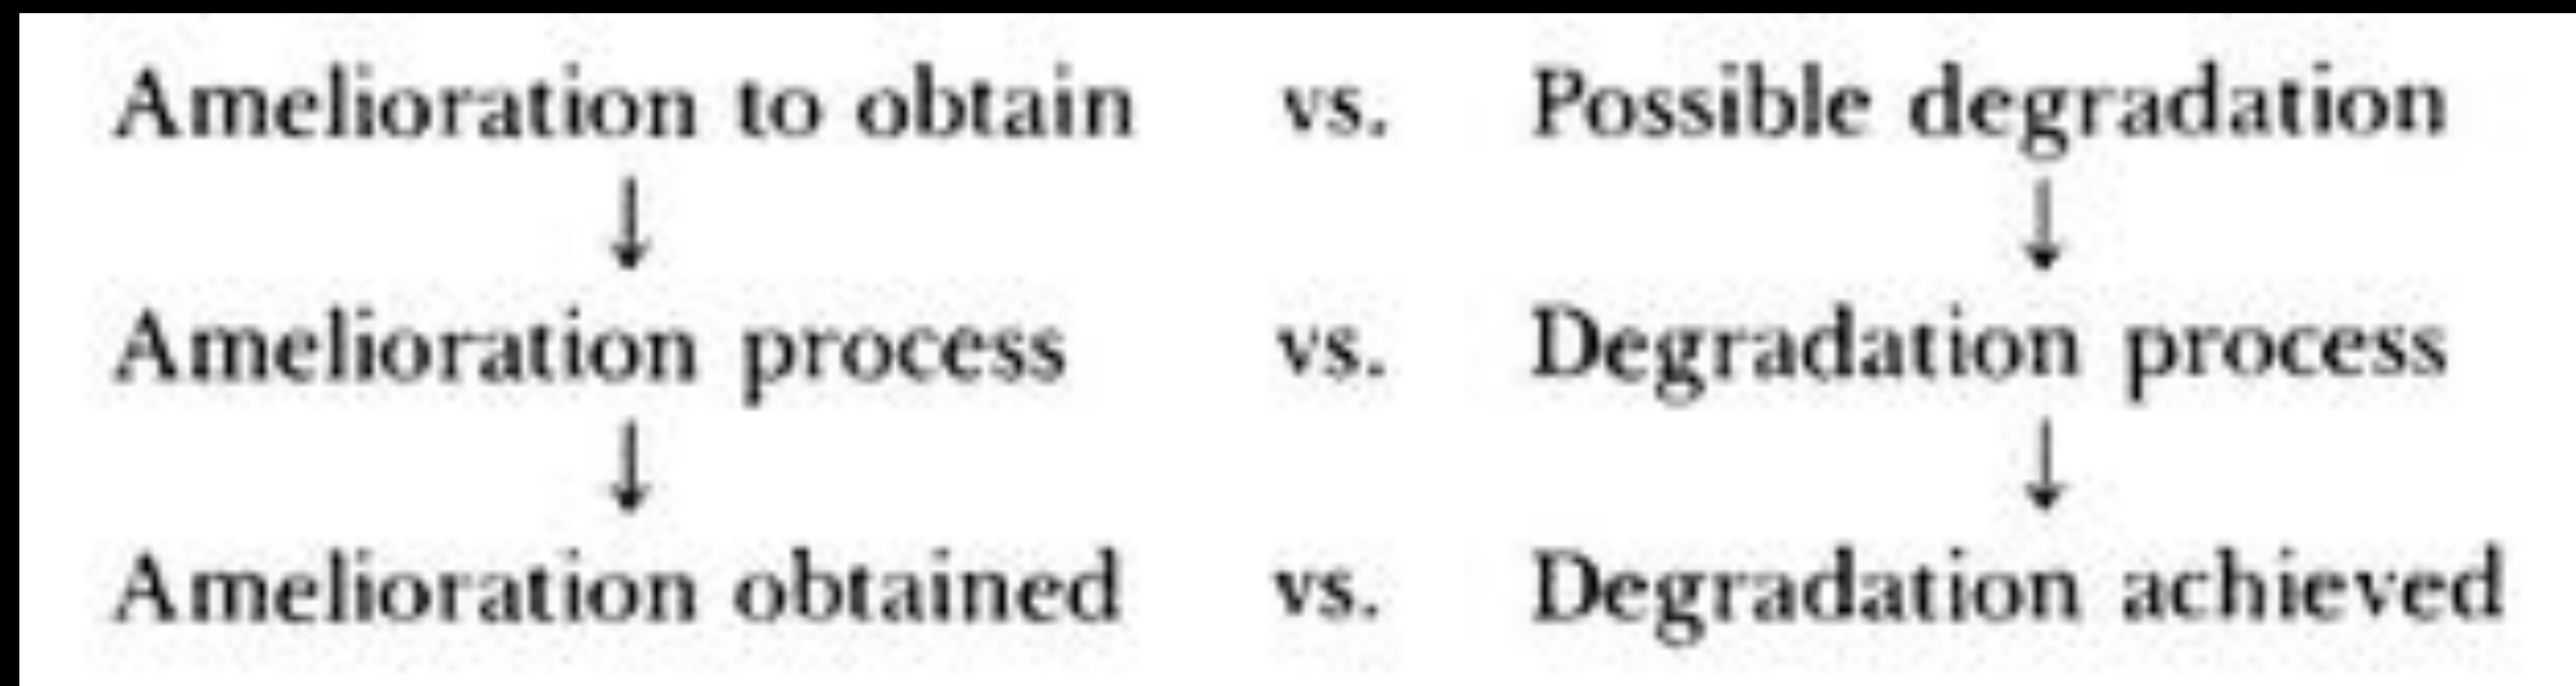 Amelioration to obtain vs. Possible degradation
Amelioration process vs. Degradation process
Amelioration obtained vs. Degradation achieved